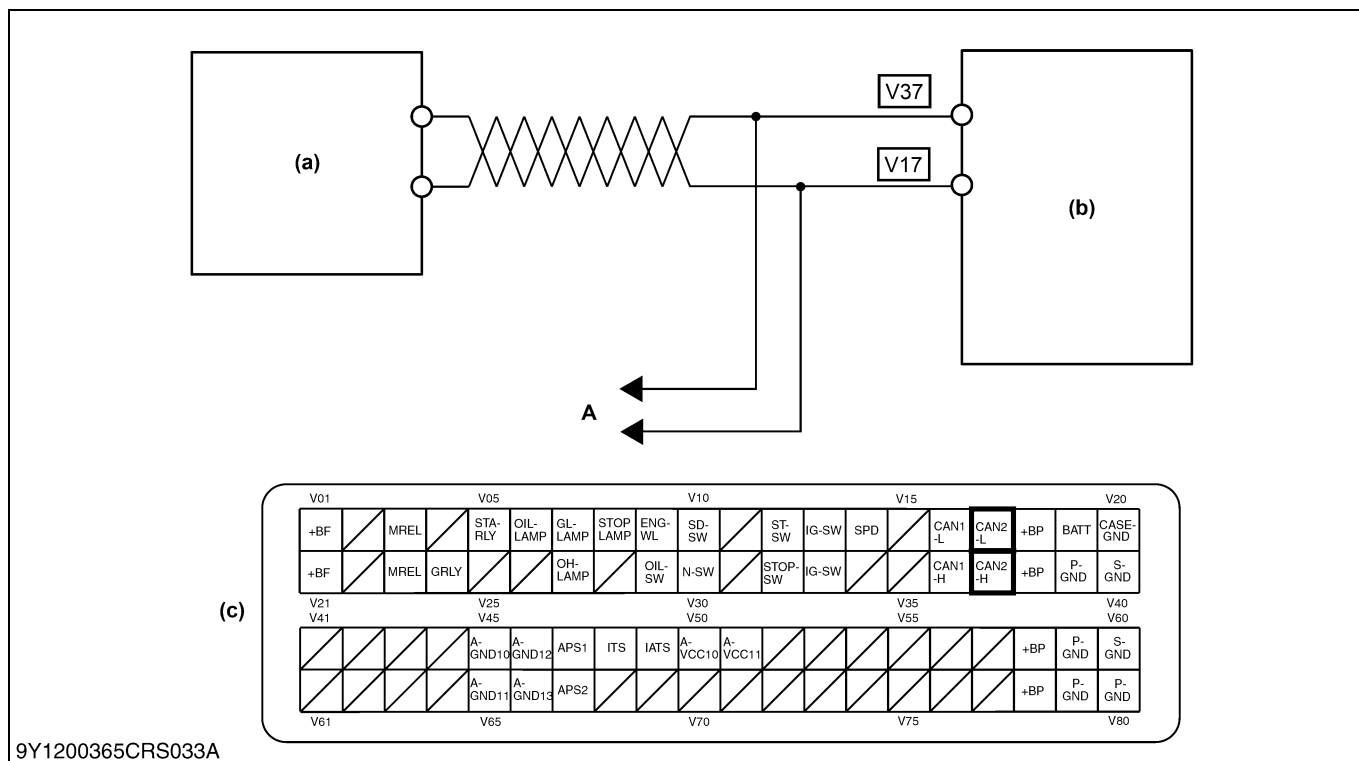 V37
(a)
V17
(b)
A
V01 V05 V10 V15 V20
+BF MREL STA-RLY OIL-LAMP GL-LAMP STOP LAMP ENG-WL SD-SW ST-SW IG-SW SPD CAN1-L CAN2-L +BP BATT CASE-GND
+BF MREL GRLY OH-LAMP OIL-SW N-SW STOP-SW IG-SW CAN1-H CAN2-H +BP P-GND S-GND
(c)
V21 V25 V30 V35 V40
V41 V45 V50 V55 V60
A-GND10 A-GND12 APS1 ITS IATS A-VCC10 A-VCC11 +BP P-GND S-GND
A-GND11 A-GND13 APS2 +BP P-GND P-GND
V61 V65 V70 V75 V80
9Y1200365CRS033A